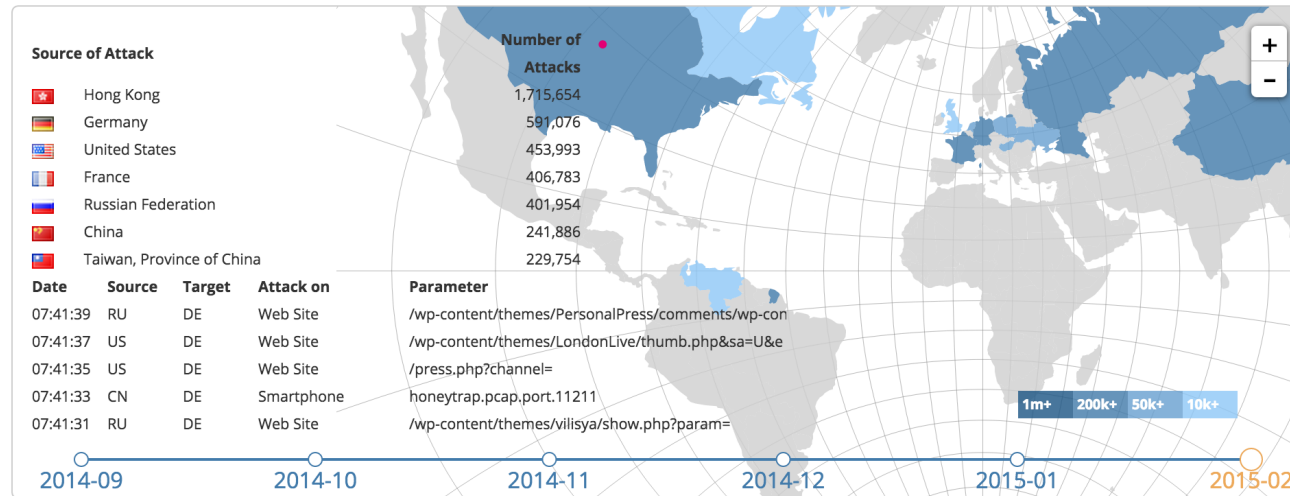 Source of Attack Number of
Attacks
Hong Kong 1,715,654
Germany 591,076
United States 453,993
France 406,783
Russian Federation 401,954
China 241,886
Taiwan, Province of China 229,754
Date Source Target Attack on Parameter
07:41:39 RU DE Web Site /wp-content/themes/PersonalPress/comments/wp-con
07:41:37 US DE Web Site /wp-content/themes/LondonLive/thumb.php&sa=U&e
07:41:35 US DE Web Site /press.php?channel=
07:41:33 CN DE Smartphone honeytrap.pcap.port.11211
07:41:31 RU DE Web Site /wp-content/themes/vilisya/show.php?param=
+
−
1m+ 200k+ 50k+ 10k+
2014-09 2014-10 2014-11 2014-12 2015-01 2015-02